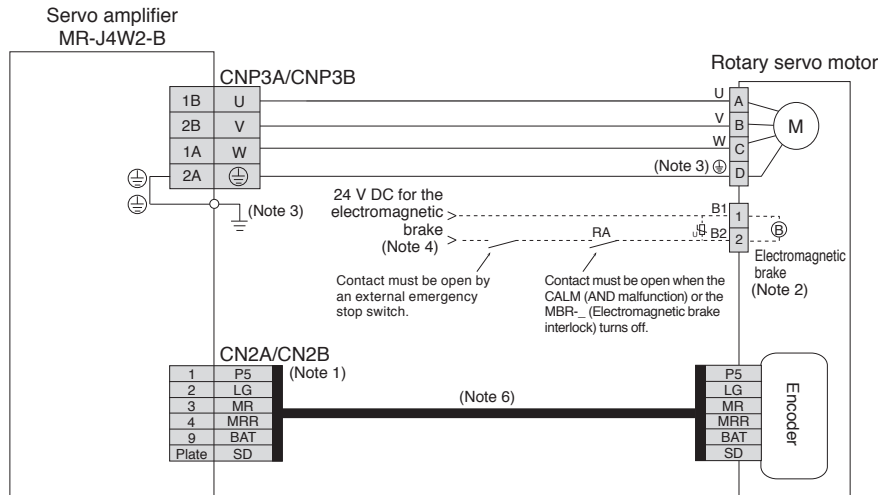 Servo amplifier
MR-J4W2-B
Rotary servo motor
CNP3A/CNP3B
1B U
2B V
1A W
2A
U A
V B
W C
(Note 3) D
M
(Note 3)
24 V DC for the
electromagnetic
brake
(Note 4)
RA
B1 1
U B2 2
B
Electromagnetic
brake
(Note 2)
Contact must be open by
an external emergency
stop switch.
Contact must be open when the
CALM (AND malfunction) or the
MBR-_ (Electromagnetic brake
interlock) turns off.
CN2A/CN2B
(Note 1)
1 P5
2 LG
3 MR
4 MRR
9 BAT
Plate SD
(Note 6)
P5
LG
MR
MRR
BAT
SD
Encoder